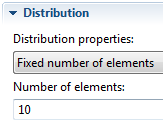 Distribution
Distribution properties:
Fixed number of elements
Number of elements:
10